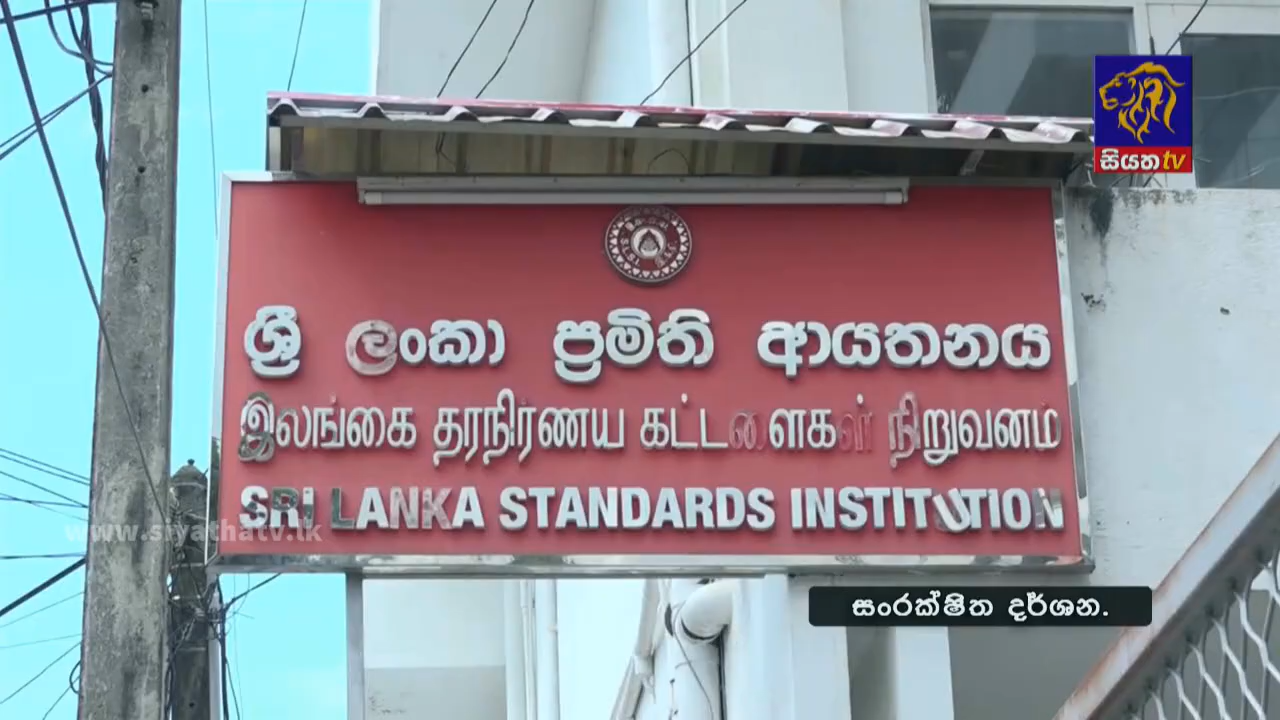 සියත tv
ශ්‍රී ලංකා ප්‍රමිති ආයතනය
இலங்கை தரநிர்ணய கட்டளைகள் நிறுவனம்
SRI LANKA STANDARDS INSTITUTION
www.siyathatv.lk
සංරක්ෂිත දර්ශන.